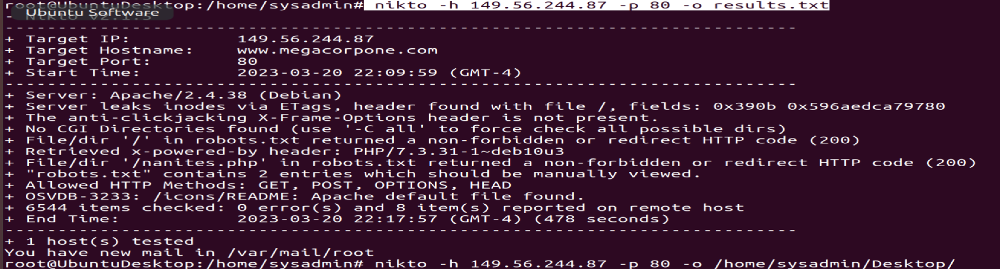 root@UbuntuDesktop:/home/sysadmin# nikto -h 149.56.244.87 -p 80 -o results.txt
Ubuntu Software
- Nikto v2.1.5
---------------------------------------------------------------------------
+ Target IP:          149.56.244.87
+ Target Hostname:    www.megacorpone.com
+ Target Port:        80
+ Start Time:         2023-03-20 22:09:59 (GMT-4)
---------------------------------------------------------------------------
+ Server: Apache/2.4.38 (Debian)
+ Server leaks inodes via ETags, header found with file /, fields: 0x390b 0x596aedca79780
+ The anti-clickjacking X-Frame-Options header is not present.
+ No CGI Directories found (use '-C all' to force check all possible dirs)
+ File/dir '/' in robots.txt returned a non-forbidden or redirect HTTP code (200)
+ Retrieved x-powered-by header: PHP/7.3.31-1~deb10u3
+ File/dir '/nanites.php' in robots.txt returned a non-forbidden or redirect HTTP code (200)
+ "robots.txt" contains 2 entries which should be manually viewed.
+ Allowed HTTP Methods: GET, POST, OPTIONS, HEAD
+ OSVDB-3233: /icons/README: Apache default file found.
+ 6544 items checked: 0 error(s) and 8 item(s) reported on remote host
+ End Time:           2023-03-20 22:17:57 (GMT-4) (478 seconds)
---------------------------------------------------------------------------
+ 1 host(s) tested
You have new mail in /var/mail/root
root@UbuntuDesktop:/home/sysadmin# nikto -h 149.56.244.87 -p 80 -o /home/sysadmin/Desktop/